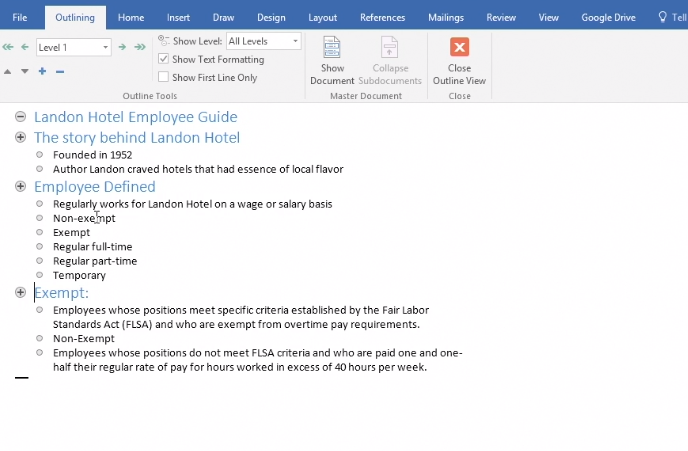 File Outlining Home Insert Draw Design Layout References Mailings Review View Google Drive Tell
Level 1
Show Level: All Levels
Show Text Formatting
Show First Line Only
Outline Tools
Show Document
Collapse Subdocuments
Master Document
Close Outline View
Close
Landon Hotel Employee Guide
The story behind Landon Hotel
Founded in 1952
Author Landon craved hotels that had essence of local flavor
Employee Defined
Regularly works for Landon Hotel on a wage or salary basis
Non-exempt
Exempt
Regular full-time
Regular part-time
Temporary
Exempt:
Employees whose positions meet specific criteria established by the Fair Labor
Standards Act (FLSA) and who are exempt from overtime pay requirements.
Non-Exempt
Employees whose positions do not meet FLSA criteria and who are paid one and one-
half their regular rate of pay for hours worked in excess of 40 hours per week.